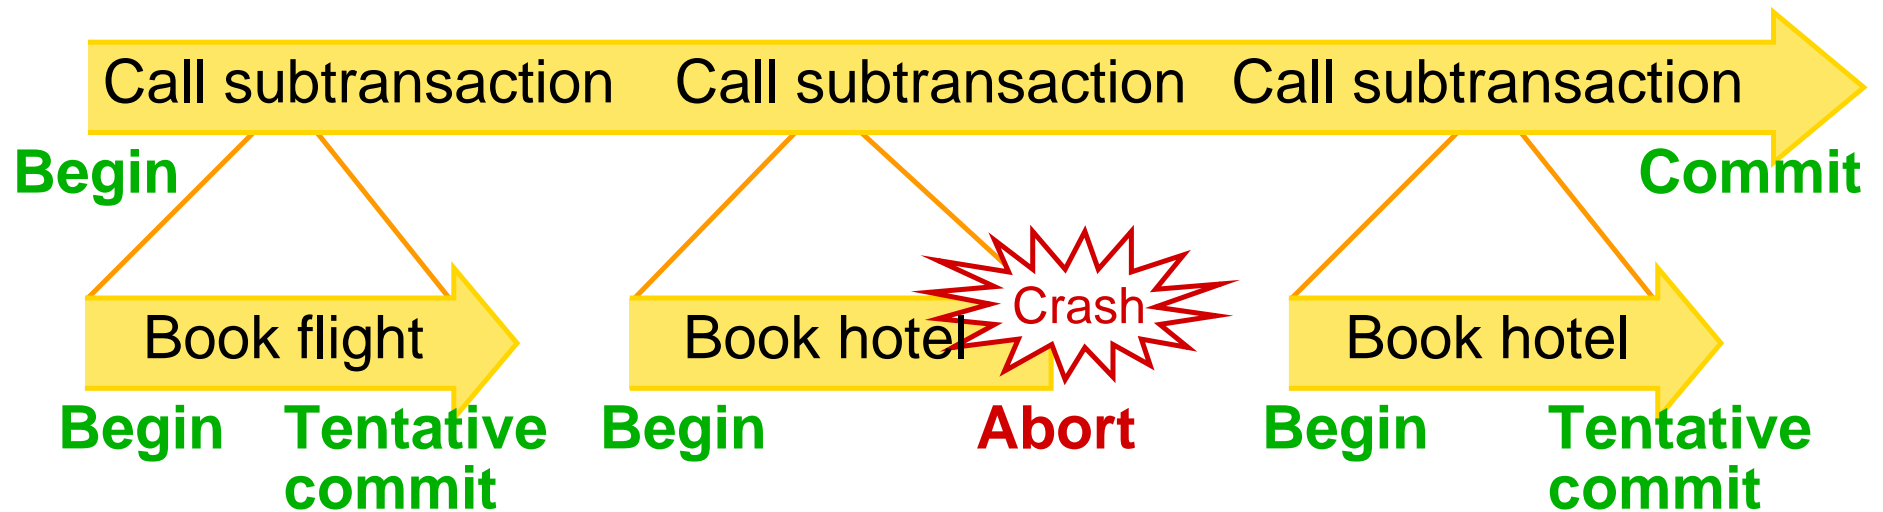 Call subtransaction Call subtransaction Call subtransaction
Begin Commit
Crash
Book flight Book hotel Book hotel
Begin Tentative Begin Abort Begin Tentative
commit commit